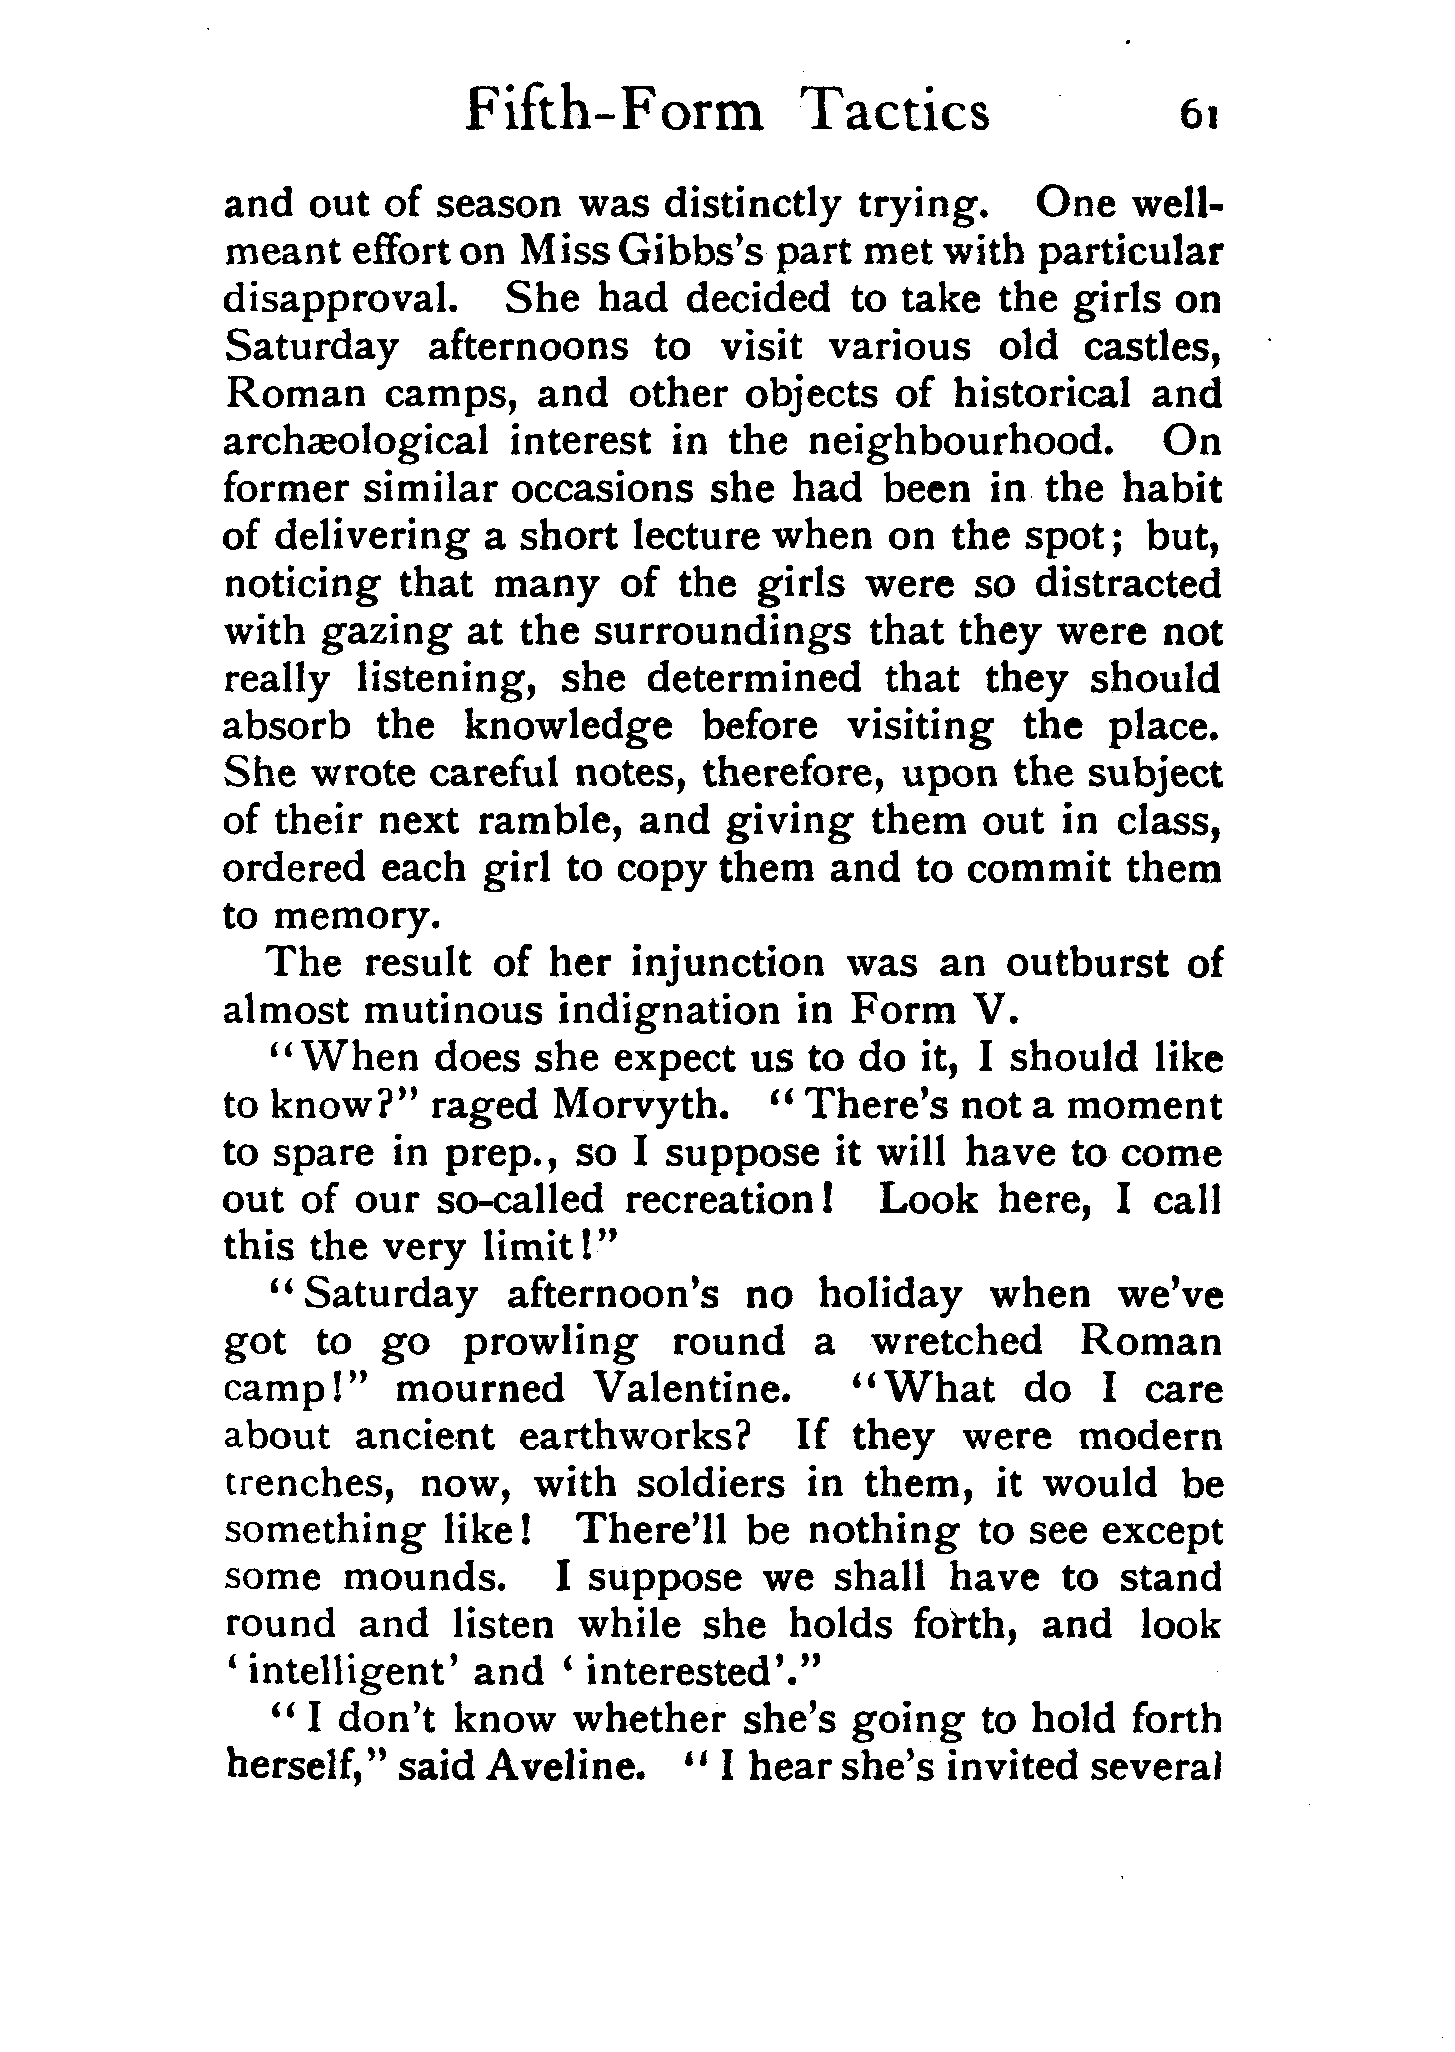 Fifth-Form Tactics 61
and out of season was distinctly trying. One well-
meant effort on Miss Gibbs's part met with particular
disapproval. She had decided to take the girls on
Saturday afternoons to visit various old castles,
Roman camps, and other objects of historical and
archæological interest in the neighbourhood. On
former similar occasions she had been in the habit
of delivering a short lecture when on the spot; but,
noticing that many of the girls were so distracted
with gazing at the surroundings that they were not
really listening, she determined that they should
absorb the knowledge before visiting the place.
She wrote careful notes, therefore, upon the subject
of their next ramble, and giving them out in class,
ordered each girl to copy them and to commit them
to memory.
The result of her injunction was an outburst of
almost mutinous indignation in Form V.
“When does she expect us to do it, I should like
to know?” raged Morvyth. “There's not a moment
to spare in prep., so I suppose it will have to come
out of our so-called recreation! Look here, I call
this the very limit!”
“Saturday afternoon's no holiday when we've
got to go prowling round a wretched Roman
camp!” mourned Valentine. “What do I care
about ancient earthworks? If they were modern
trenches, now, with soldiers in them, it would be
something like! There'll be nothing to see except
some mounds. I suppose we shall have to stand
round and listen while she holds forth, and look
‘intelligent’ and ‘interested’.”
“I don't know whether she's going to hold forth
herself,” said Aveline. “I hear she's invited several